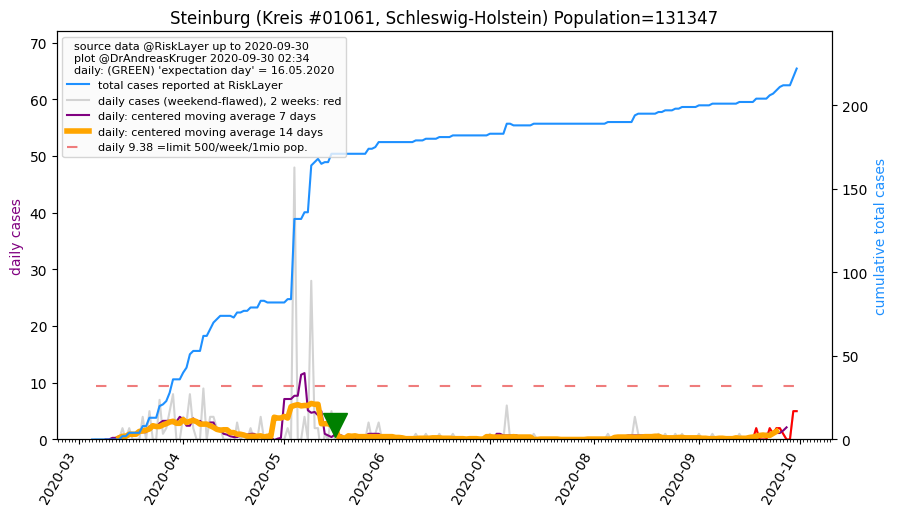 Steinburg (Kreis #01061, Schleswig-Holstein) Population=131347
source data @RiskLayer up to 2020-09-30
plot @DrAndreasKruger 2020-09-30 02:34
daily: (GREEN) 'expectation day' = 16.05.2020
total cases reported at RiskLayer
daily cases (weekend-flawed), 2 weeks: red
daily: centered moving average 7 days
daily: centered moving average 14 days
daily 9.38 =limit 500/week/1mio pop.
daily cases
70
60
50
40
30
20
10
0
cumulative total cases
200
150
100
50
0
2020-03
2020-04
2020-05
2020-06
2020-07
2020-08
2020-09
2020-10